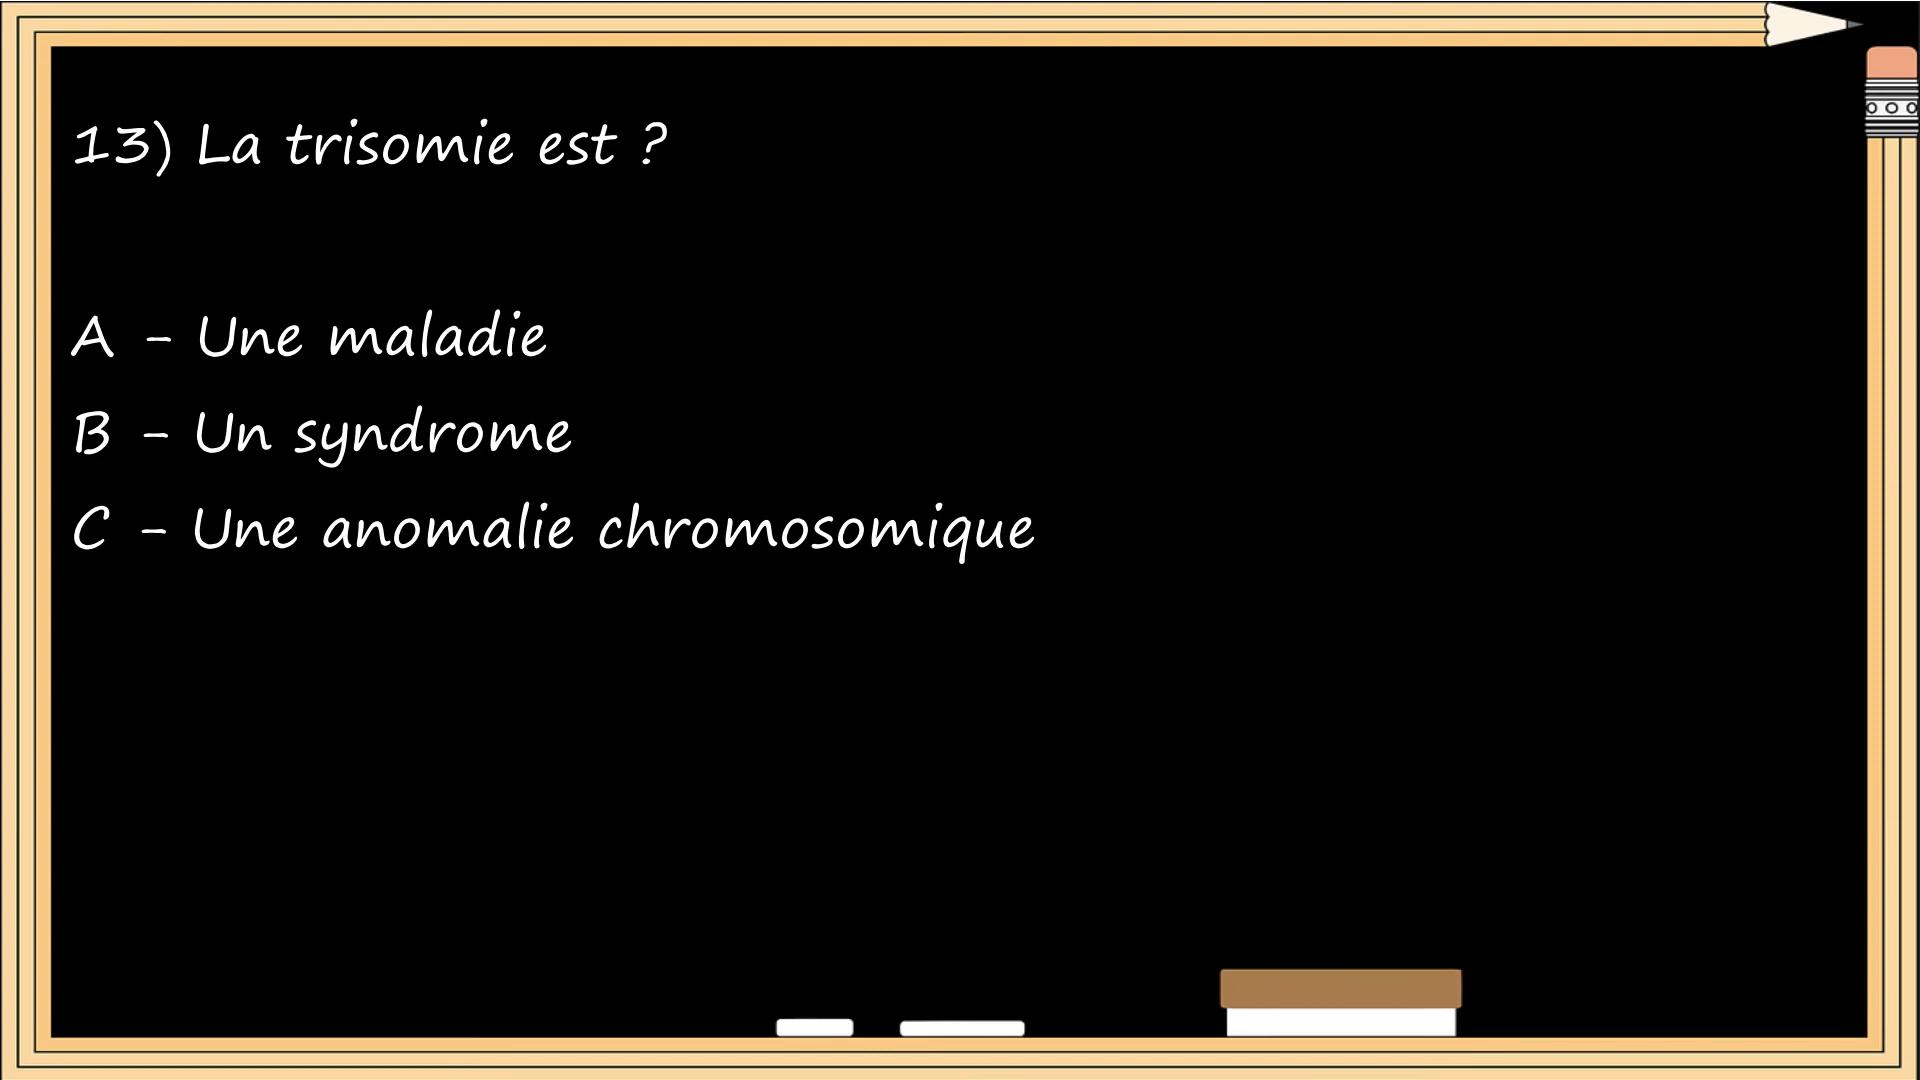 13) La trisomie est ?
A - Une maladie
B - Un syndrome
C - Une anomalie chromosomique